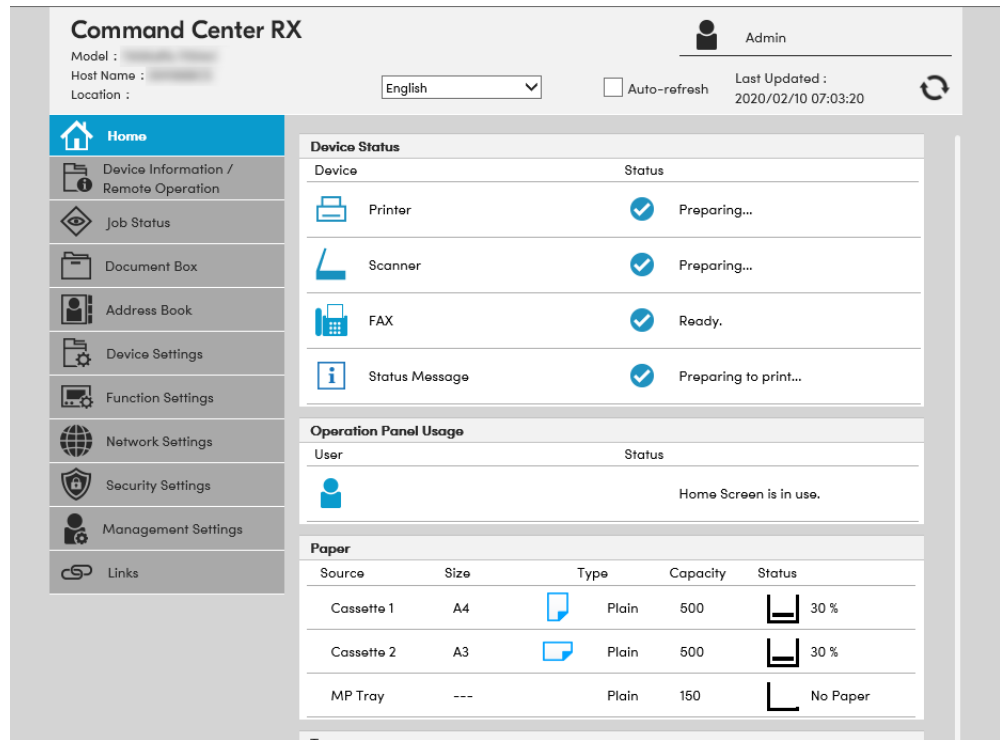 Command Center RX
Model :
Host Name :
Location :
Admin
English
Auto-refresh
Last Updated :
2020/02/10 07:03:20
Home
Device Information /
Remote Operation
Job Status
Document Box
Address Book
Device Settings
Function Settings
Network Settings
Security Settings
Management Settings
Links
Device Status
Device Status
Printer Preparing...
Scanner Preparing...
FAX Ready.
Status Message Preparing to print...
Operation Panel Usage
User Status
Home Screen is in use.
Paper
Source Size Type Capacity Status
Cassette 1 A4 Plain 500 30 %
Cassette 2 A3 Plain 500 30 %
MP Tray --- Plain 150 No Paper